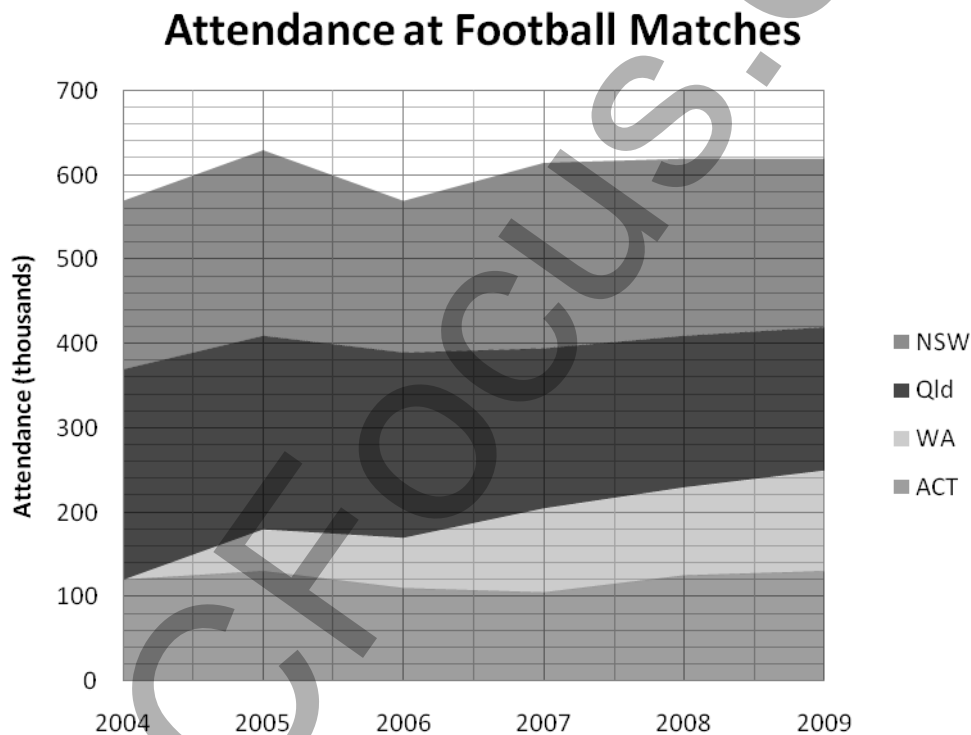 Attendance at Football Matches
700
600
500
400
300
200
100
0
Attendance (thousands)
2004 2005 2006 2007 2008 2009
NSW
Qld
WA
ACT
CFocus.